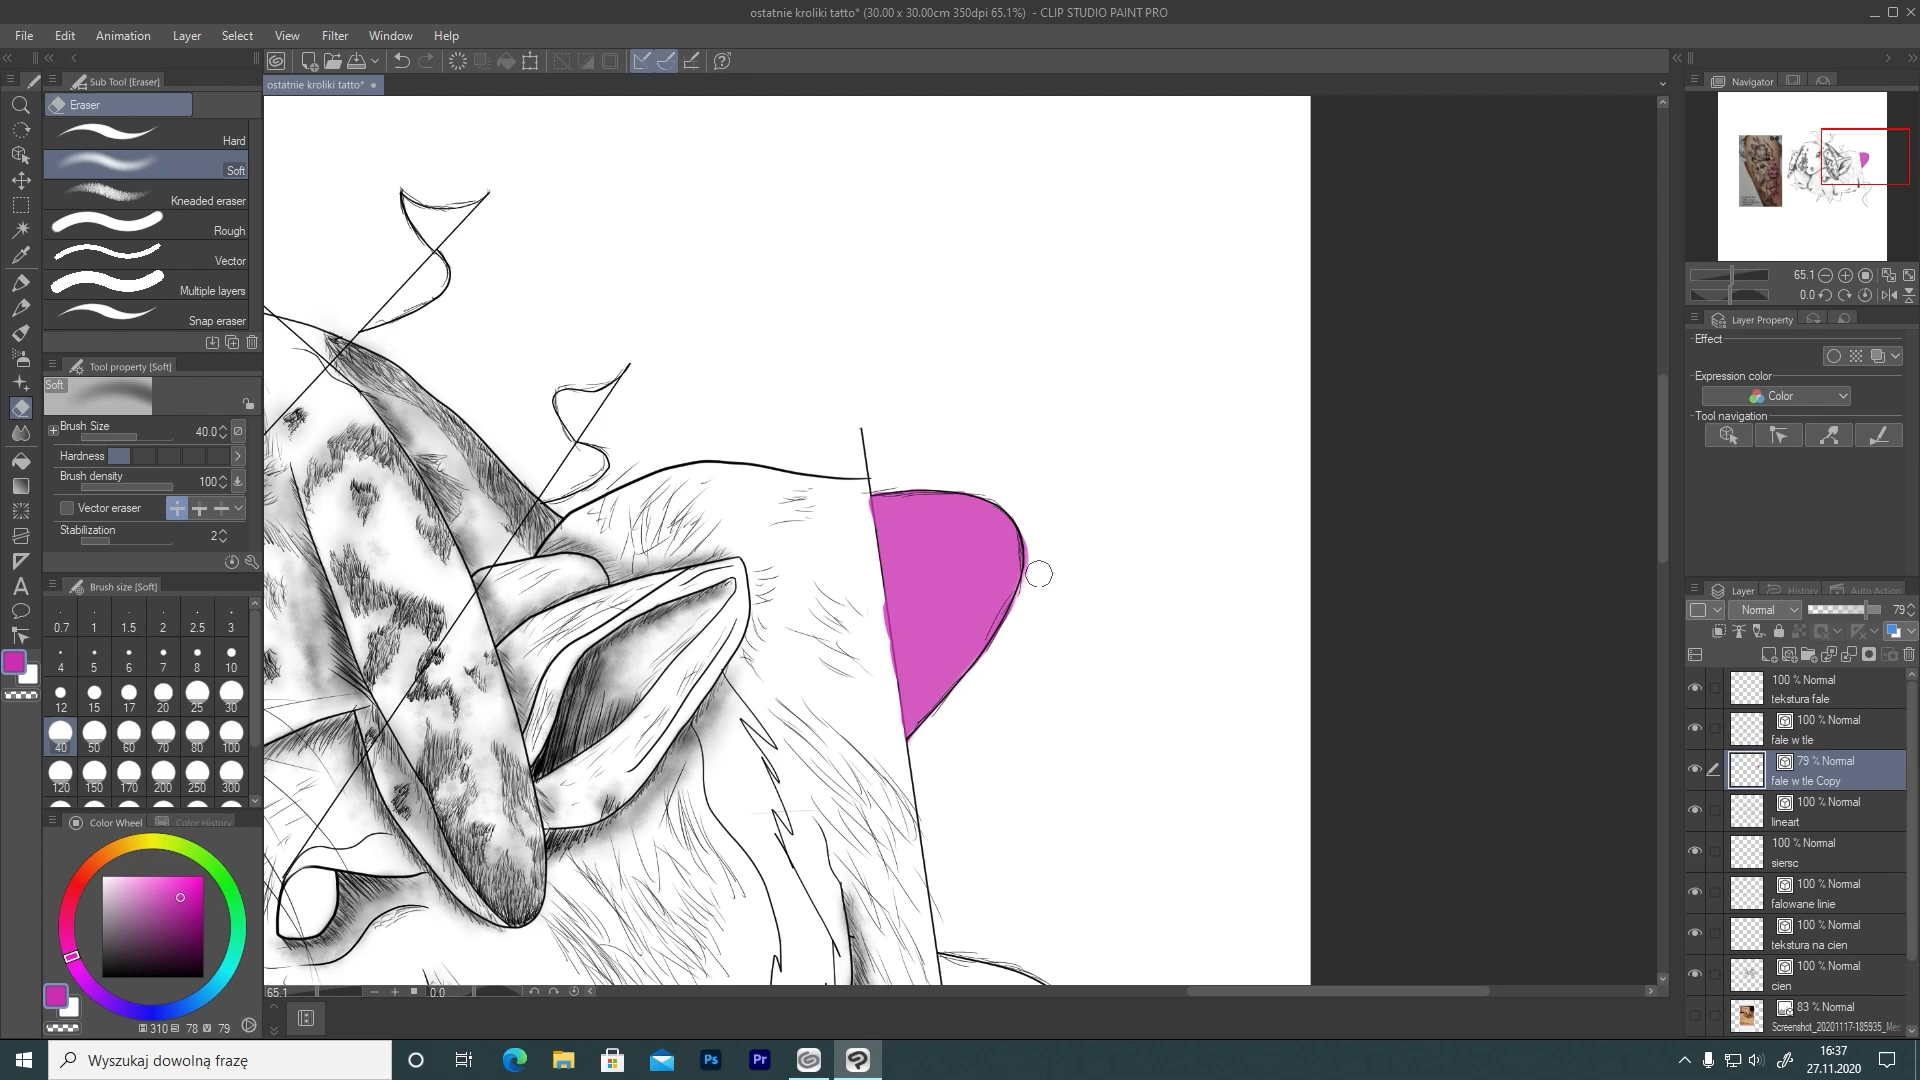 ostatnie kroliki tatto* (30.00 x 30.00cm 350dpi 65.1%) - CLIP STUDIO PAINT PRO
File Edit Animation Layer Select View Filter Window Help
Sub Tool [Eraser]
ostatnie kroliki tatto*
Navigator
Eraser
Hard
Soft
Kneaded eraser
Rough
Vector
Multiple layers
Snap eraser
65.1
0.0
Tool property [Soft]
Soft
Brush Size 40.0
Hardness
Brush density 100
Vector eraser
Stabilization 2
Layer Property
Effect
Expression color
Color
Tool navigation
Brush size [Soft]
0.7 1 1.5 2 2.5 3
4 5 6 7 8 10
12 15 17 20 25 30
40 50 60 70 80 100
120 150 170 200 250 300
Color Wheel Color History
H 310 S 78 V 79
65.1 0.0
Layer History Auto Action
Normal 79
100 % Normal
tekstura fale
100 % Normal
fale w tle
79 % Normal
fale w tle Copy
100 % Normal
lineart
100 % Normal
siersc
100 % Normal
falowane linie
100 % Normal
tekstura na cien
100 % Normal
cien
83 % Normal
Screenshot_20201117-185935_Mes
Wyszukaj dowolną frazę
Ps
Pr
16:37
27.11.2020